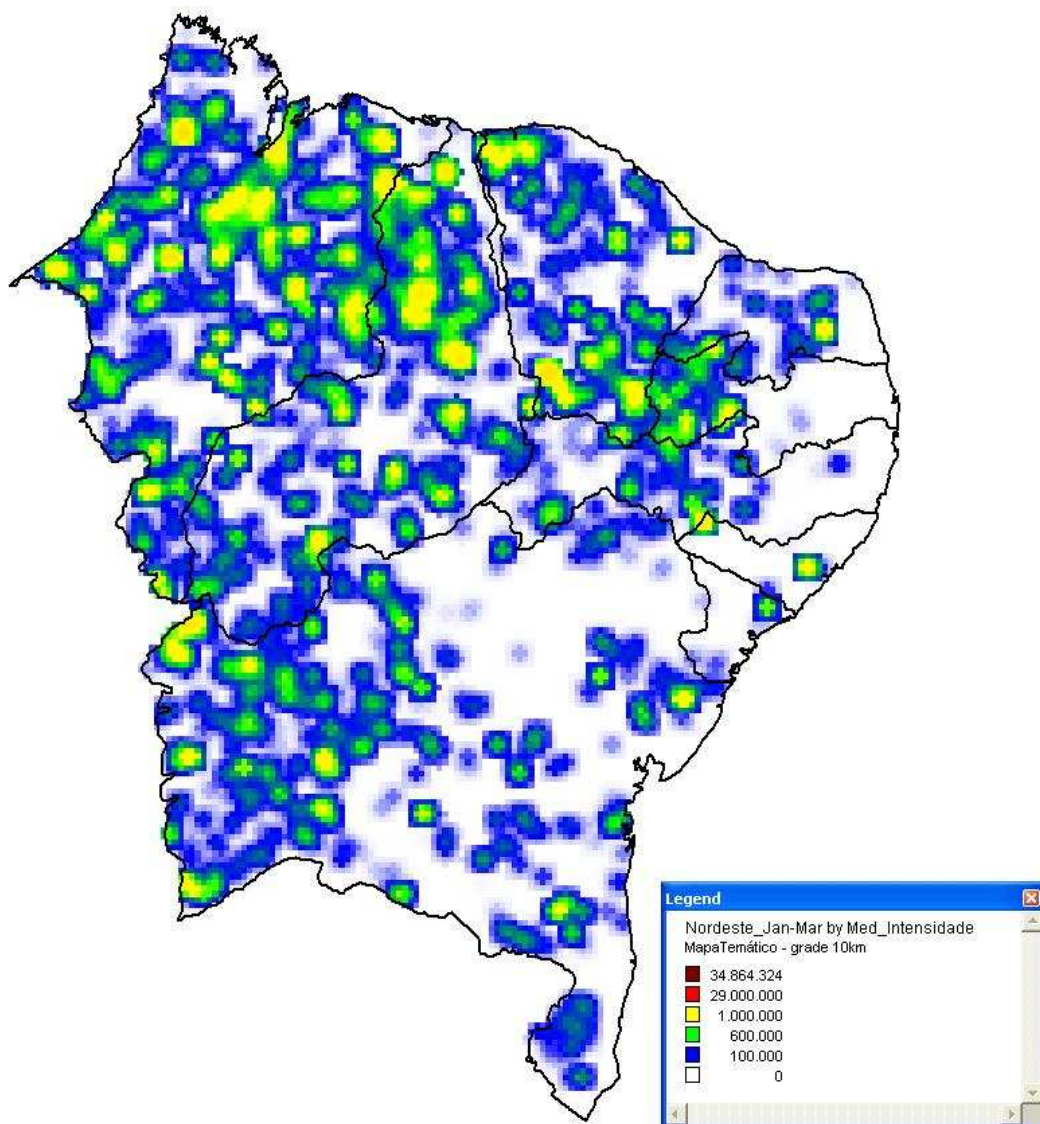 Legend
Nordeste_Jan-Mar by Med_Intensidade
MapaTemático - grade 10km
34.864.324
29.000.000
1.000.000
600.000
100.000
0